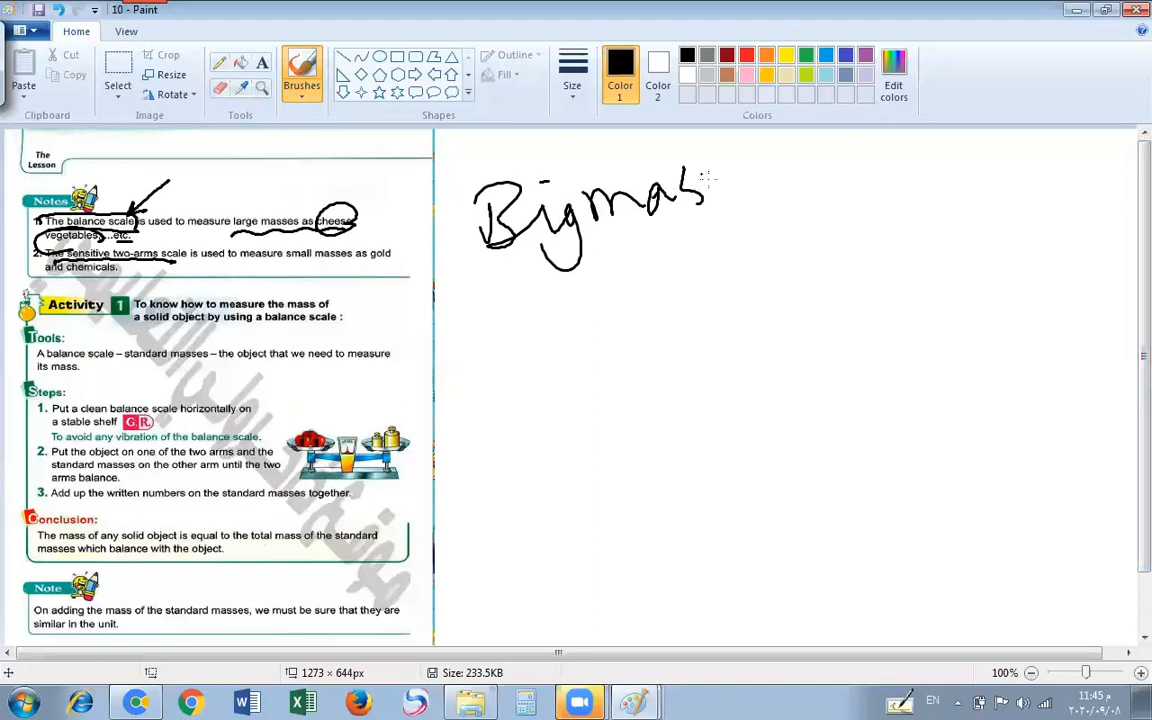 10 - Paint
Home
View
Paste
Cut
Copy
Clipboard
Select
Crop
Resize
Rotate
Image
Tools
Brushes
Shapes
Outline
Fill
Size
Color
1
Color
2
Edit
colors
Colors
The
Lesson
Notes
1. The balance scale is used to measure large masses as cheese,
vegetables, ...etc.
2. The sensitive two-arms scale is used to measure small masses as gold
and chemicals.
Activity 1 To know how to measure the mass of
a solid object by using a balance scale :
Tools:
A balance scale – standard masses – the object that we need to measure
its mass.
Steps:
1. Put a clean balance scale horizontally on
a stable shelf G.R.
To avoid any vibration of the balance scale.
2. Put the object on one of the two arms and the
standard masses on the other arm until the two
arms balance.
3. Add up the written numbers on the standard masses together.
Conclusion:
The mass of any solid object is equal to the total mass of the standard
masses which balance with the object.
Note
On adding the mass of the standard masses, we must be sure that they are
similar in the unit.
Big mas
1273 × 644px
Size: 233.5KB
100%
EN
11:45 م
٢٠٢٠/٠٩/٠٨